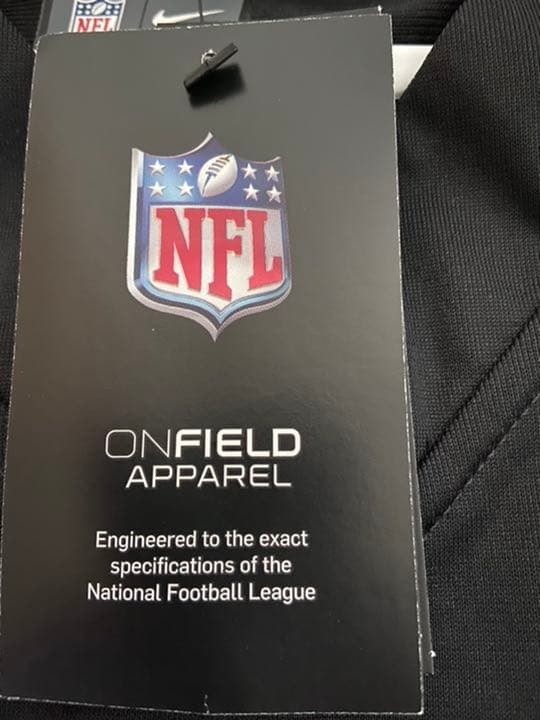 NFL
NFL
ONFIELD
APPAREL
Engineered to the exact
specifications of the
National Football League